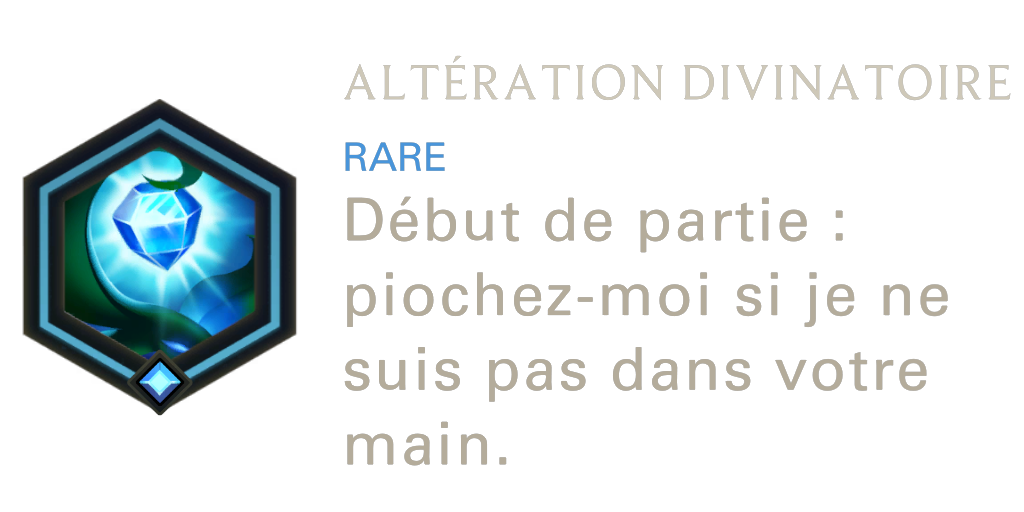 ALTÉRATION DIVINATOIRE
RARE
Début de partie :
piochez-moi si je ne
suis pas dans votre
main.